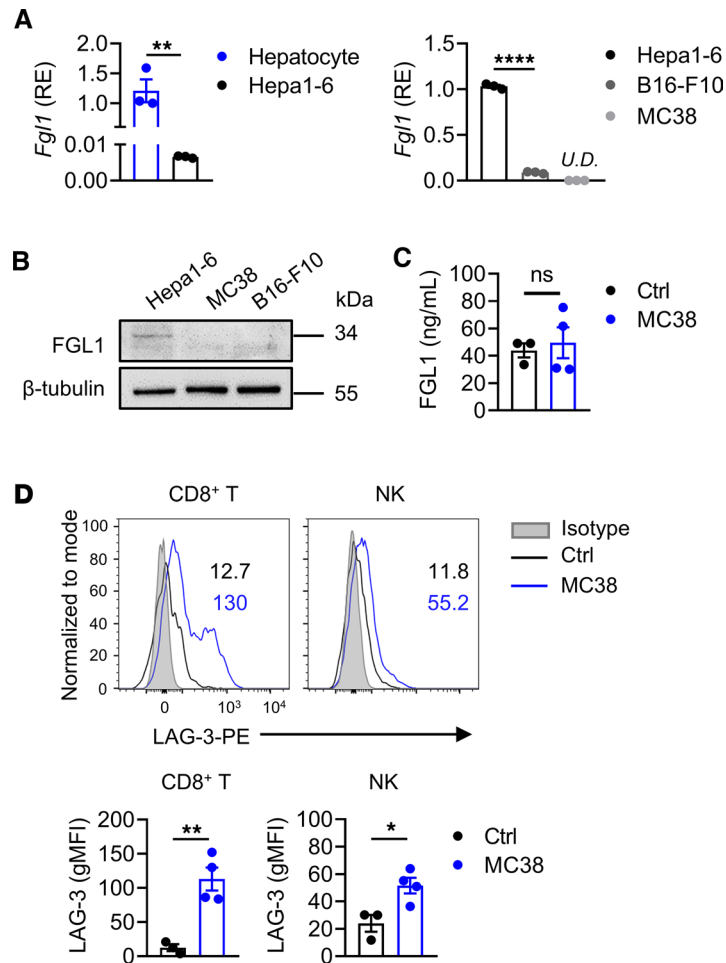 A
Fgl1 (RE)
2.0
1.5
1.0
0.01
0.00
**
Hepatocyte
Hepa1-6
Fgl1 (RE)
1.5
1.0
0.5
0.0
****
U.D.
Hepa1-6
B16-F10
MC38
B
Hepa1-6
MC38
B16-F10
kDa
FGL1
34
β-tubulin
55
C
FGL1 (ng/mL)
100
80
60
40
20
0
ns
Ctrl
MC38
D
CD8+ T
NK
Normalized to mode
100
80
60
40
20
0
12.7
130
11.8
55.2
0
10³
10⁴
LAG-3-PE
Isotype
Ctrl
MC38
CD8+ T
LAG-3 (gMFI)
200
150
100
50
0
**
NK
LAG-3 (gMFI)
100
80
60
40
20
0
*
Ctrl
MC38